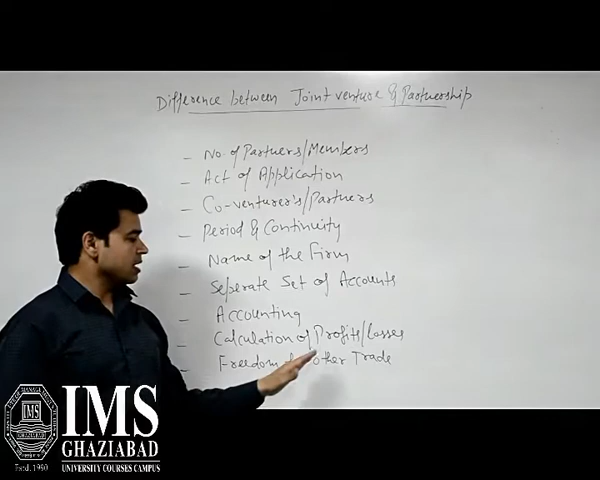 Difference between Joint venture & Partnership
- No. of Partners/Members
- Act of Application
- Co-venturer's/Partners
- Period & Continuity
- Name of the Firm
- Seperate Set of Accounts
- Accounting
- Calculation of Profits/losses
- Freedom other Trade
IMS
GHAZIABAD
UNIVERSITY COURSES CAMPUS
IMS
Estd. 1990